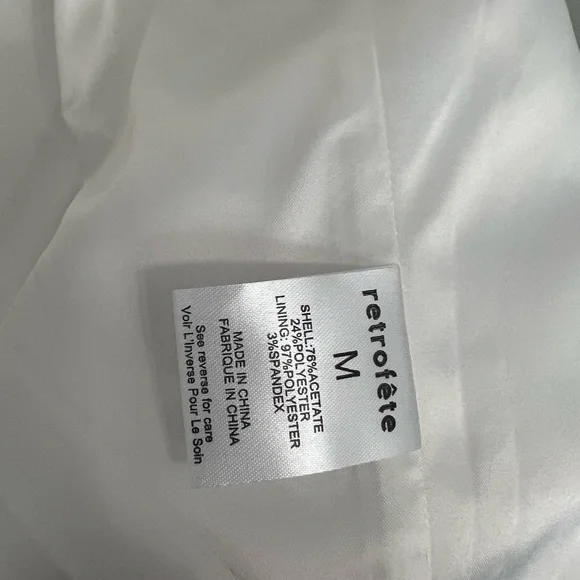 retrofête
M
SHELL:76%ACETATE
24%POLYESTER
LINING: 97%POLYESTER
3%SPANDEX
MADE IN CHINA
FABRIQUE IN CHINA
See reverse for care
Voir L'Inverse Pour Le Soin